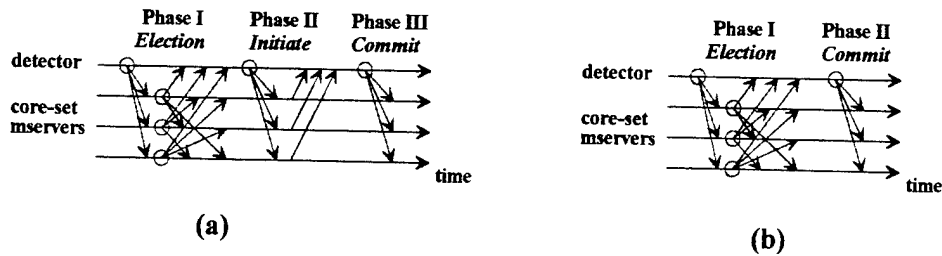 Phase I Phase II Phase III
Election Initiate Commit
detector
core-set
mservers
time
(a)
Phase I Phase II
Election Commit
detector
core-set
mservers
time
(b)